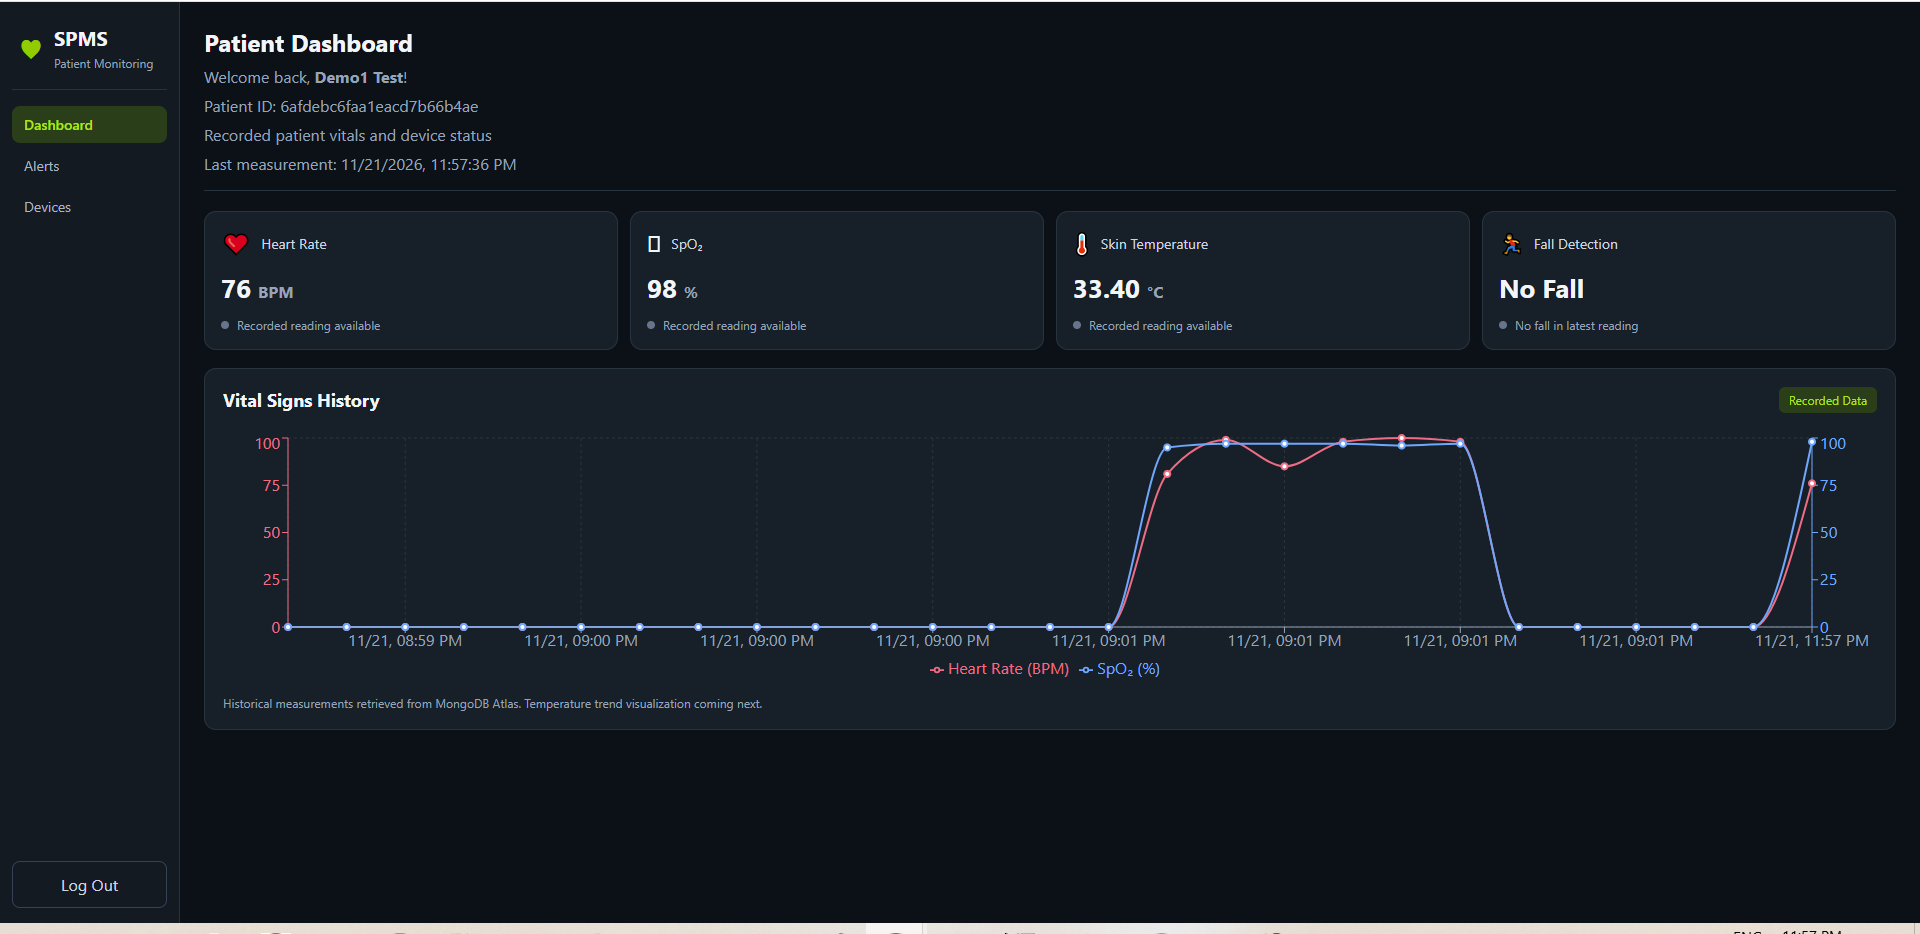 SPMS
Patient Monitoring
Dashboard
Alerts
Devices
Log Out
Patient Dashboard
Welcome back, Demo1 Test!
Patient ID: 6afdebc6faa1eacd7b66b4ae
Recorded patient vitals and device status
Last measurement: 11/21/2026, 11:57:36 PM
Heart Rate
76 BPM
Recorded reading available
SpO₂
98 %
Recorded reading available
Skin Temperature
33.40 °C
Recorded reading available
Fall Detection
No Fall
No fall in latest reading
Vital Signs History
Recorded Data
100
75
50
25
0
100
75
50
25
0
11/21, 08:59 PM
11/21, 09:00 PM
11/21, 09:00 PM
11/21, 09:00 PM
11/21, 09:01 PM
11/21, 09:01 PM
11/21, 09:01 PM
11/21, 09:01 PM
11/21, 11:57 PM
Heart Rate (BPM)
SpO₂ (%)
Historical measurements retrieved from MongoDB Atlas. Temperature trend visualization coming next.